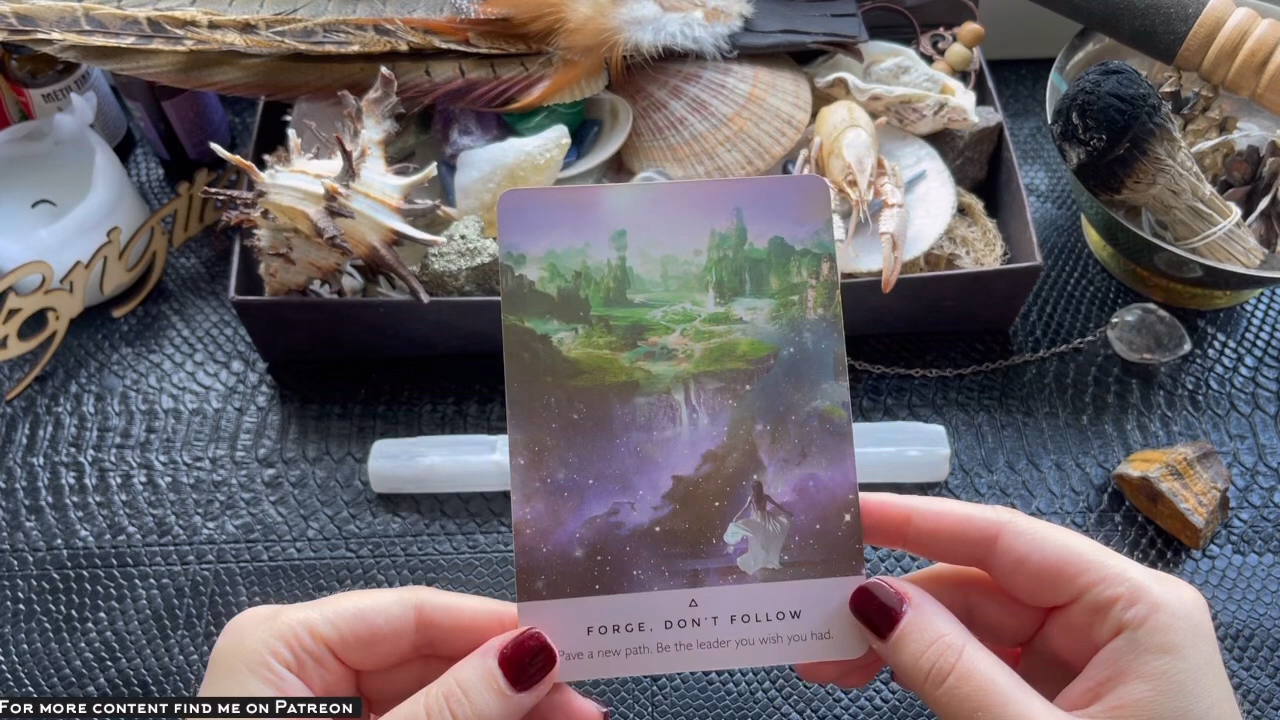 Brigitt
FORGE, DON'T FOLLOW
Pave a new path. Be the leader you wish you had.
FOR MORE CONTENT FIND ME ON PATREON